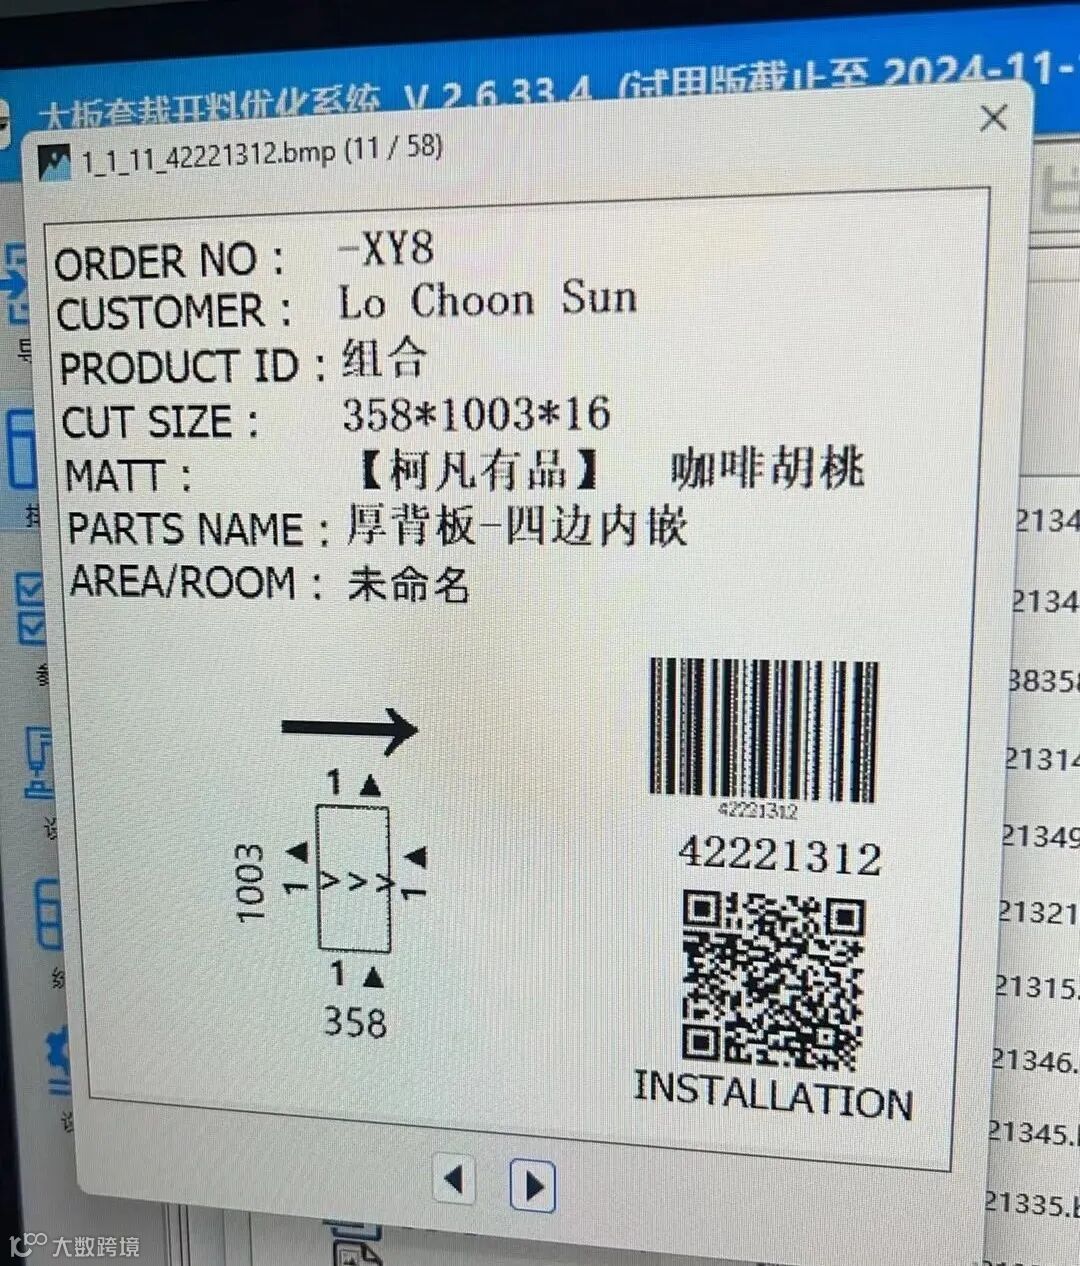 大板套裁开料优化系统 V 2.6.33.4 (试用版截止至 2024-11-
1_1_11_42221312.bmp (11 / 58)
ORDER NO : -XY8
CUSTOMER : Lo Choon Sun
PRODUCT ID : 组合
CUT SIZE : 358*1003*16
MATT : 【柯凡有品】 咖啡胡桃
PARTS NAME : 厚背板-四边内嵌
AREA/ROOM : 未命名
1 ▲
1003
1 ▲
>>>
1 ▲
1 ▲
358
42221312
42221312
INSTALLATION
2134
2134
3835
21314
21349
21321
21315.
21346.
21345.
21335.
大数跨境